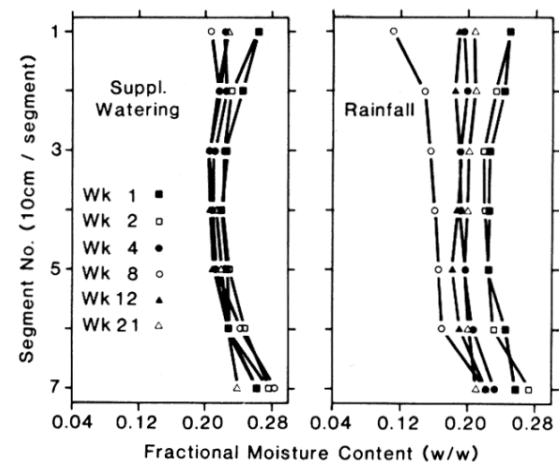 1
3
5
7
Segment No. (10cm / segment)
Suppl.
Watering
Wk 1
Wk 2
Wk 4
Wk 8
Wk 12
Wk 21
Rainfall
0.04 0.12 0.20 0.28
0.04 0.12 0.20 0.28
Fractional Moisture Content (w/w)